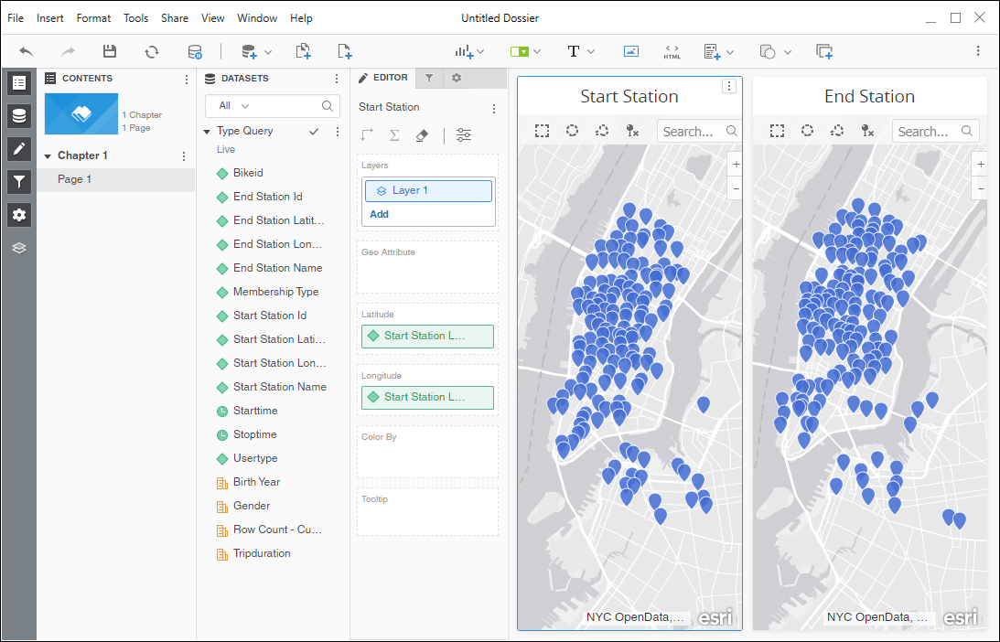 File Insert Format Tools Share View Window Help
Untitled Dossier
T
HTML
CONTENTS
1 Chapter
1 Page
Chapter 1
Page 1
DATASETS
All
Type Query
Live
Bikeid
End Station Id
End Station Latit...
End Station Lon...
End Station Name
Membership Type
Start Station Id
Start Station Lati...
Start Station Lon...
Start Station Name
Starttime
Stoptime
Usertype
Birth Year
Gender
Row Count - Cu...
Tripduration
EDITOR
Start Station
Layers
Layer 1
Add
Geo Attribute
Latitude
Start Station L...
Longitude
Start Station L...
Color By
Tooltip
Start Station
Search...
+
−
NYC OpenData,...
esri
End Station
Search...
+
−
NYC OpenData, ...
esri